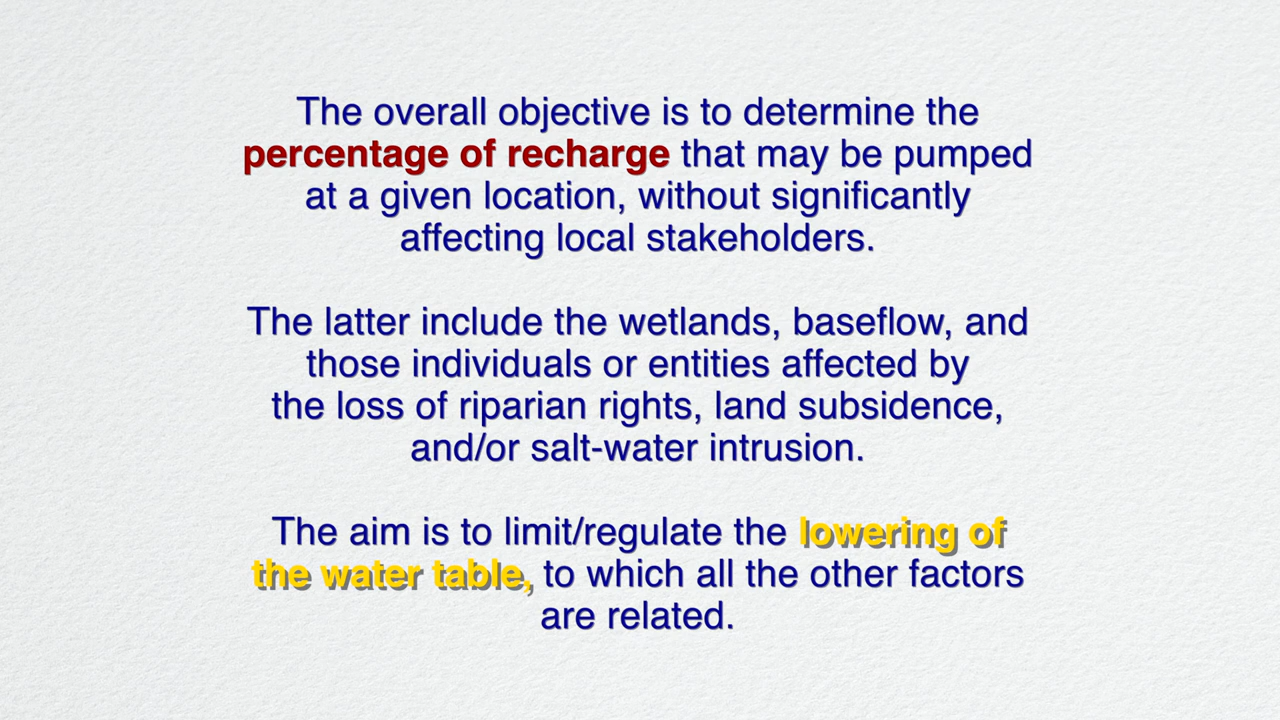 The overall objective is to determine the
percentage of recharge that may be pumped
at a given location, without significantly
affecting local stakeholders.
The latter include the wetlands, baseflow, and
those individuals or entities affected by
the loss of riparian rights, land subsidence,
and/or salt-water intrusion.
The aim is to limit/regulate the lowering of
the water table, to which all the other factors
are related.